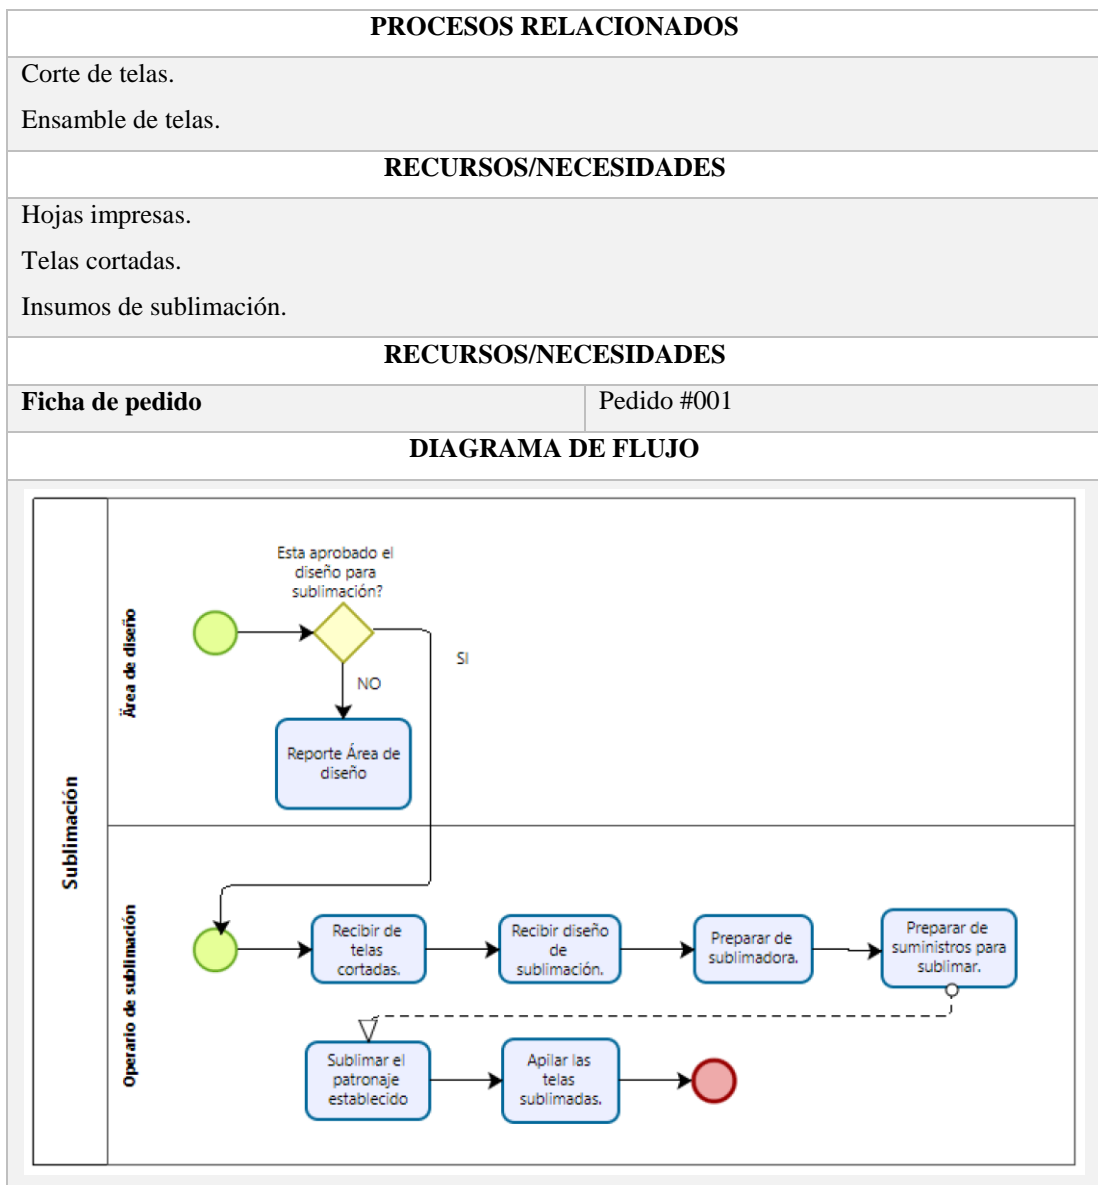 PROCESOS RELACIONADOS
Corte de telas.
Ensamble de telas.
RECURSOS/NECESIDADES
Hojas impresas.
Telas cortadas.
Insumos de sublimación.
RECURSOS/NECESIDADES
Ficha de pedido
Pedido #001
DIAGRAMA DE FLUJO
Sublimación
Ärea de diseño
Esta aprobado el
diseño para
sublimación?
SI
NO
Reporte Área de
diseño
Operario de sublimación
Recibir de
telas
cortadas.
Recibir diseño
de
sublimación.
Preparar de
sublimadora.
Preparar de
suministros para
sublimar.
Sublimar el
patronaje
establecido
Apilar las
telas
sublimadas.